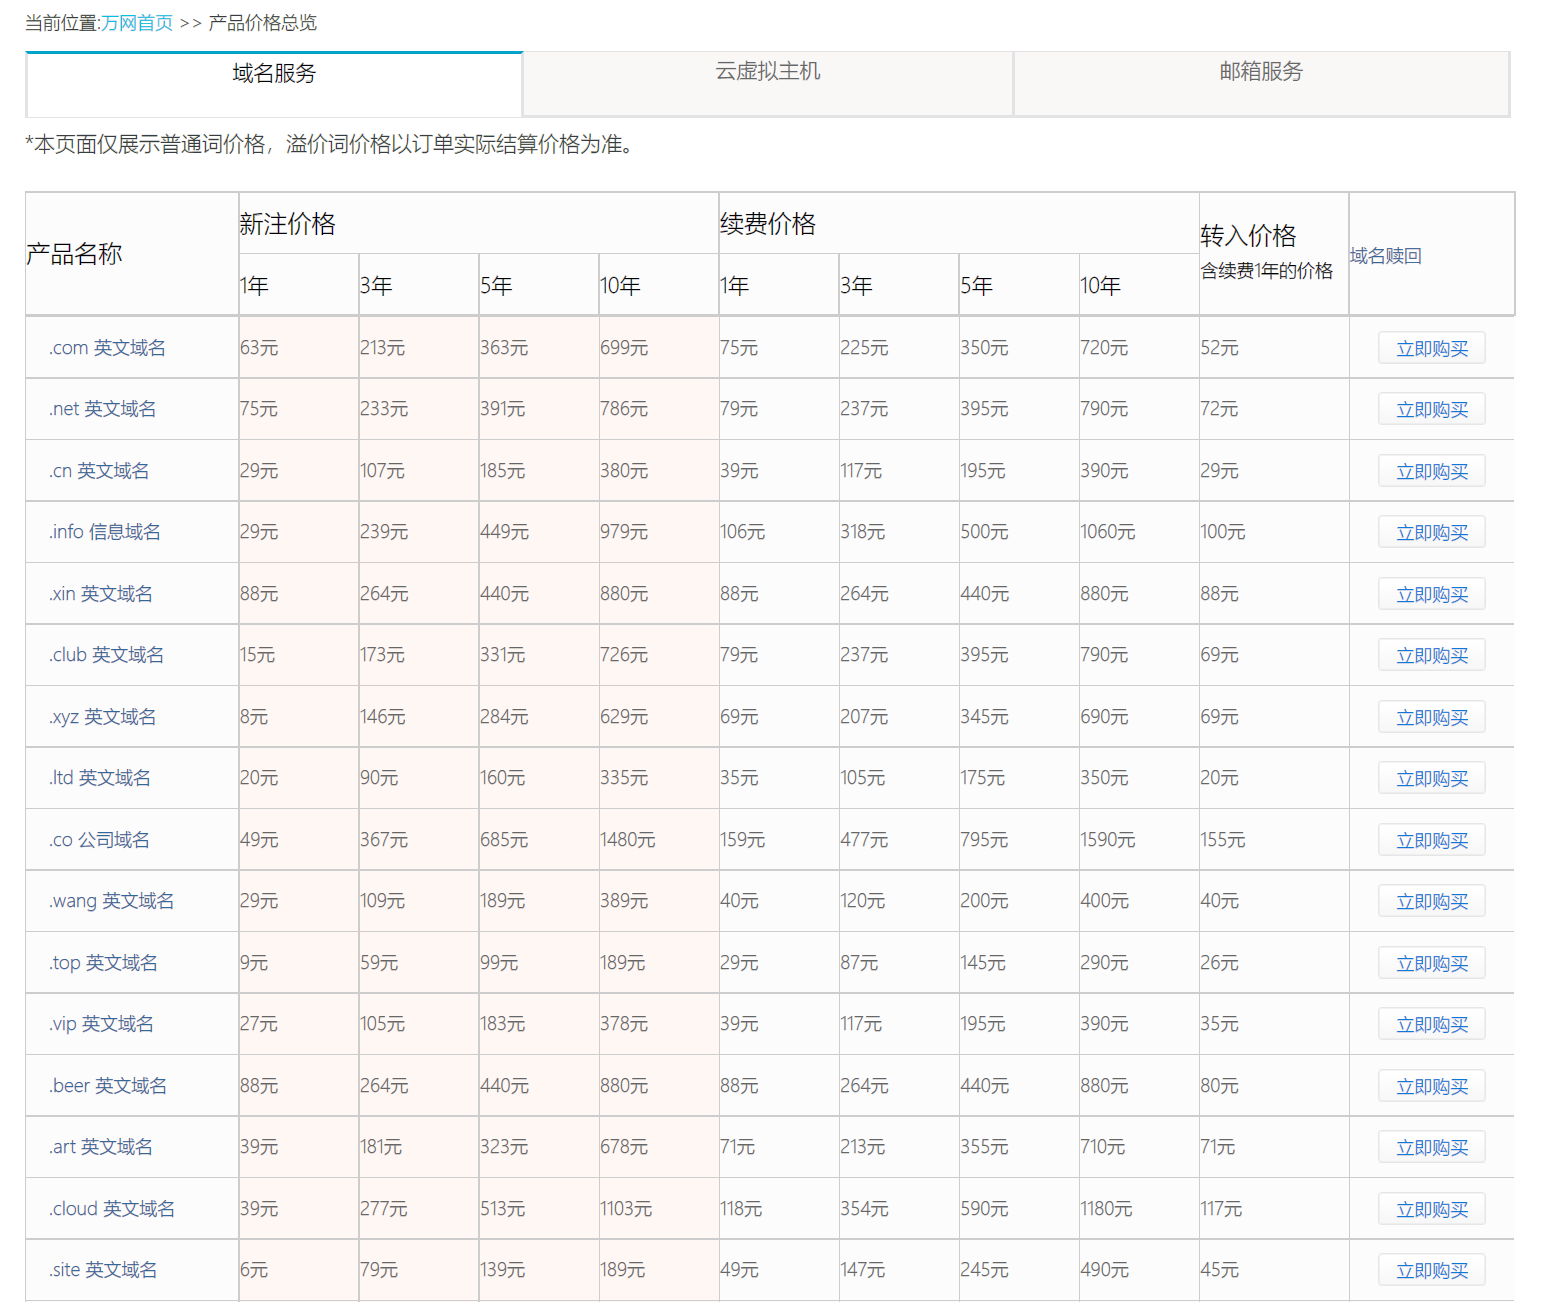 当前位置:万网首页 >> 产品价格总览
域名服务 云虚拟主机 邮箱服务
*本页面仅展示普通词价格，溢价词价格以订单实际结算价格为准。
产品名称 新注价格 续费价格 转入价格 含续费1年的价格 域名赎回
1年 3年 5年 10年 1年 3年 5年 10年
.com 英文域名 63元 213元 363元 699元 75元 225元 350元 720元 52元 立即购买
.net 英文域名 75元 233元 391元 786元 79元 237元 395元 790元 72元 立即购买
.cn 英文域名 29元 107元 185元 380元 39元 117元 195元 390元 29元 立即购买
.info 信息域名 29元 239元 449元 979元 106元 318元 500元 1060元 100元 立即购买
.xin 英文域名 88元 264元 440元 880元 88元 264元 440元 880元 88元 立即购买
.club 英文域名 15元 173元 331元 726元 79元 237元 395元 790元 69元 立即购买
.xyz 英文域名 8元 146元 284元 629元 69元 207元 345元 690元 69元 立即购买
.ltd 英文域名 20元 90元 160元 335元 35元 105元 175元 350元 20元 立即购买
.co 公司域名 49元 367元 685元 1480元 159元 477元 795元 1590元 155元 立即购买
.wang 英文域名 29元 109元 189元 389元 40元 120元 200元 400元 40元 立即购买
.top 英文域名 9元 59元 99元 189元 29元 87元 145元 290元 26元 立即购买
.vip 英文域名 27元 105元 183元 378元 39元 117元 195元 390元 35元 立即购买
.beer 英文域名 88元 264元 440元 880元 88元 264元 440元 880元 80元 立即购买
.art 英文域名 39元 181元 323元 678元 71元 213元 355元 710元 71元 立即购买
.cloud 英文域名 39元 277元 513元 1103元 118元 354元 590元 1180元 117元 立即购买
.site 英文域名 6元 79元 139元 189元 49元 147元 245元 490元 45元 立即购买